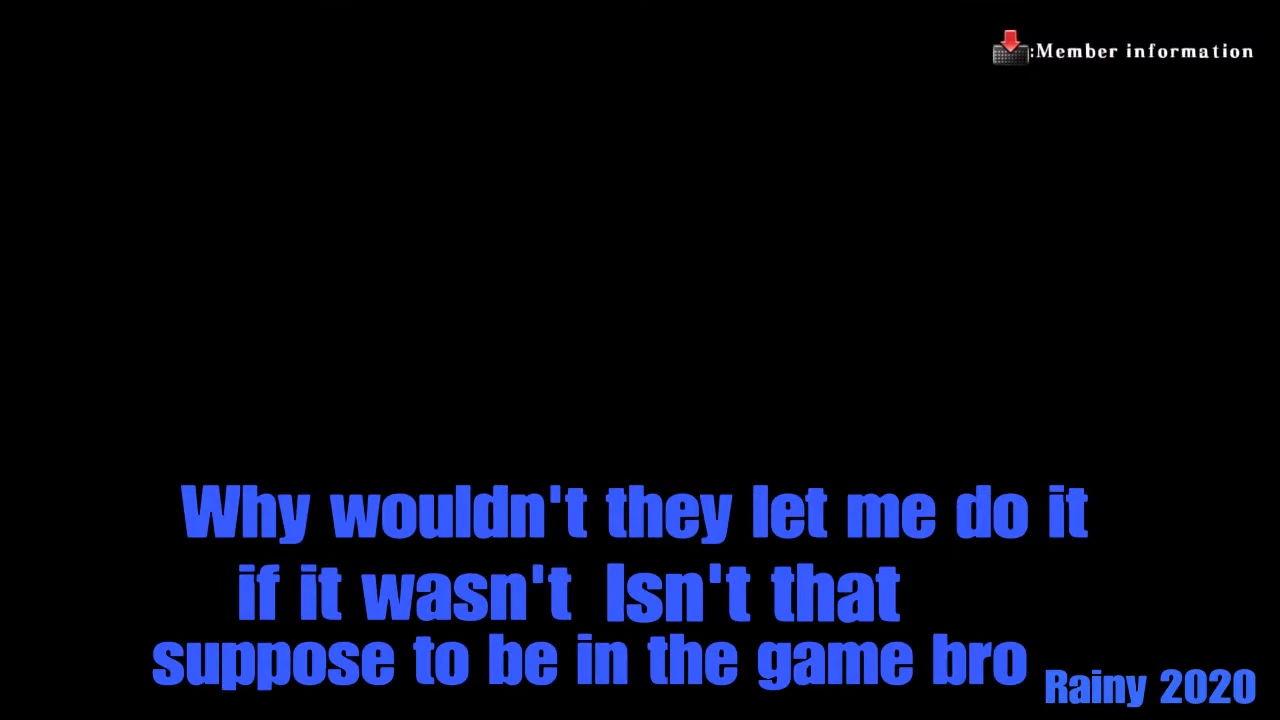 :Member information
Why wouldn't they let me do it
if it wasn't Isn't that
suppose to be in the game bro
Rainy 2020